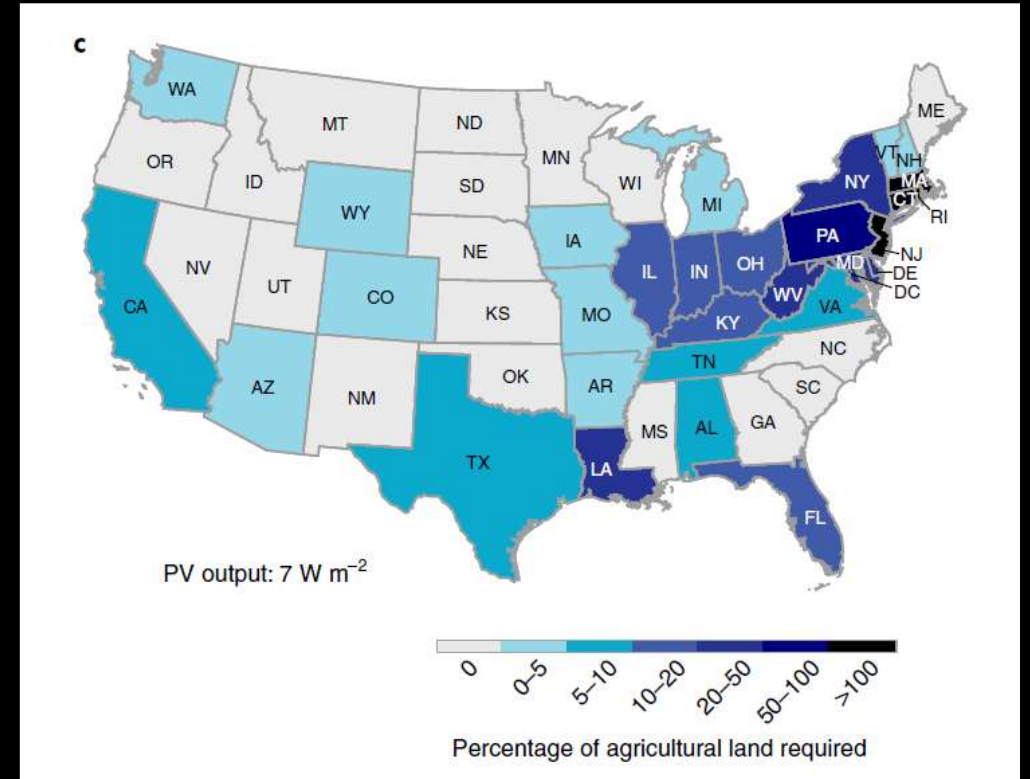 c
WA
MT
ND
MN
ME
VT
NH
OR
ID
SD
WI
NY
MA
CT
RI
WY
MI
NV
NE
IA
PA
NJ
UT
CO
IL
IN
OH
MD
DE
DC
CA
KS
MO
WV
VA
KY
AZ
NM
OK
AR
TN
NC
SC
TX
LA
MS
AL
GA
FL
PV output: 7 W m⁻²
0
0–5
5–10
10–20
20–50
50–100
>100
Percentage of agricultural land required